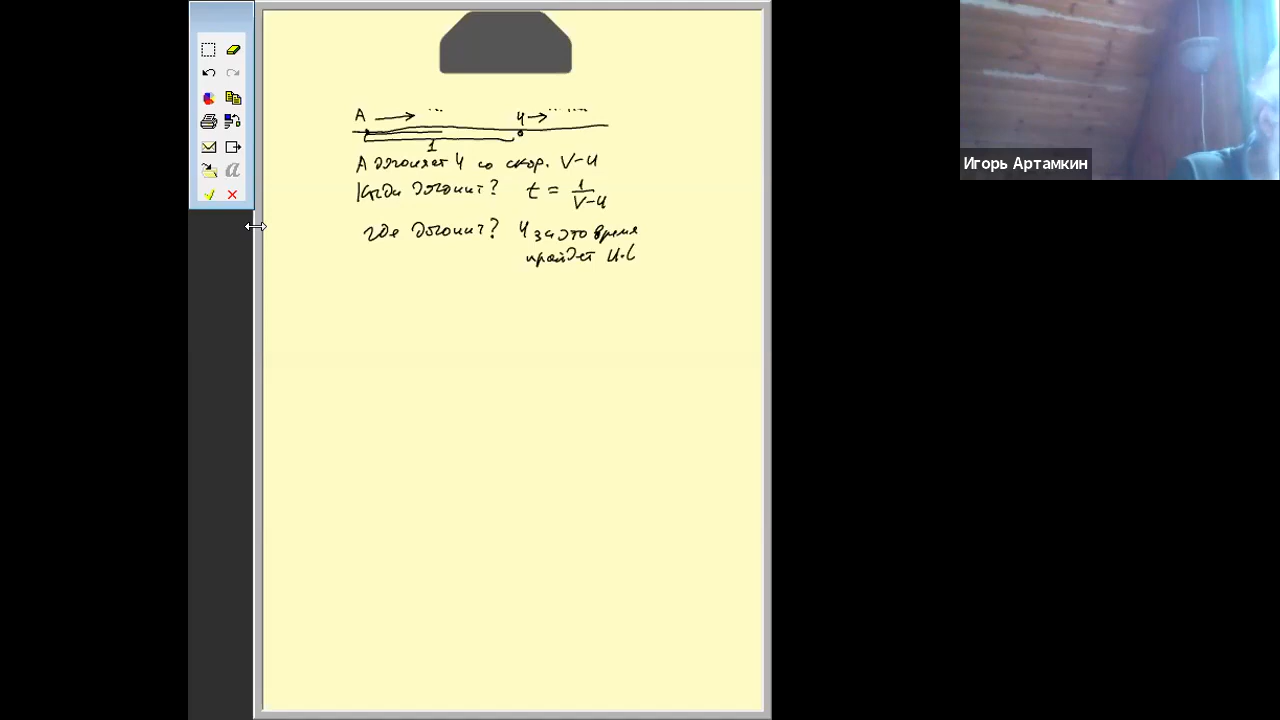 A → Ч →
1
А догоняет Ч со скор. V-u
Когда догонит? t = 1/(V-u)
где догонит? Ч за это время
пройдет u·t
Игорь Артамкин